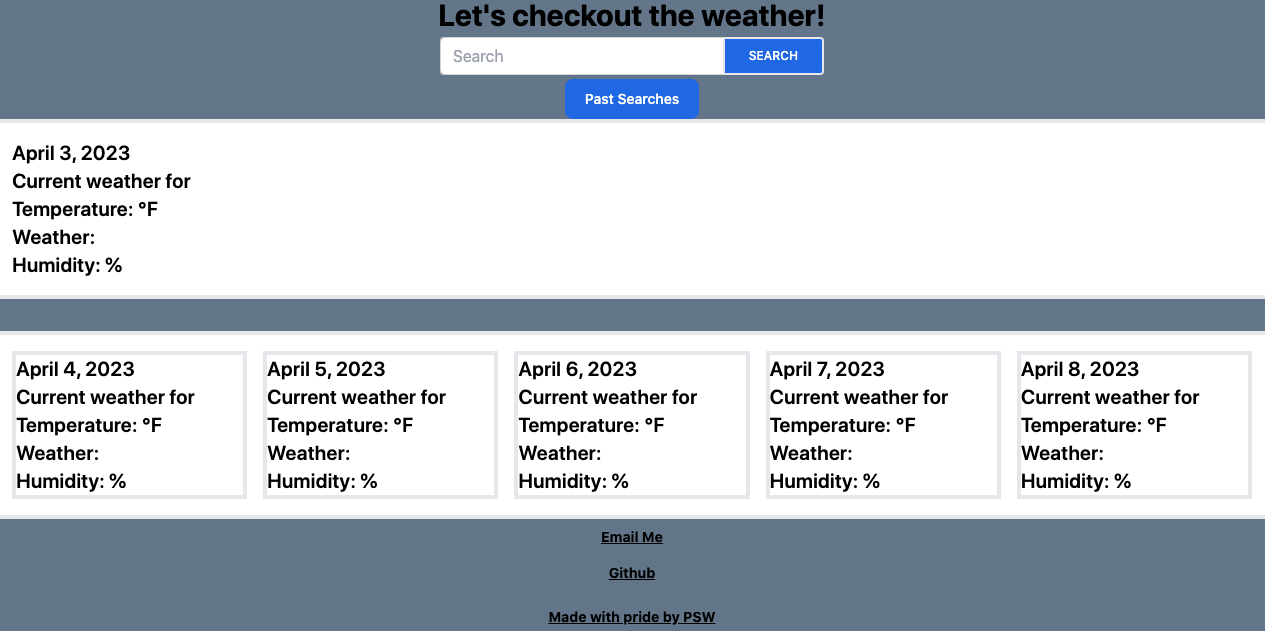 Let's checkout the weather!
Search
SEARCH
Past Searches
April 3, 2023
Current weather for
Temperature: °F
Weather:
Humidity: %
April 4, 2023
Current weather for
Temperature: °F
Weather:
Humidity: %
April 5, 2023
Current weather for
Temperature: °F
Weather:
Humidity: %
April 6, 2023
Current weather for
Temperature: °F
Weather:
Humidity: %
April 7, 2023
Current weather for
Temperature: °F
Weather:
Humidity: %
April 8, 2023
Current weather for
Temperature: °F
Weather:
Humidity: %
Email Me
Github
Made with pride by PSW